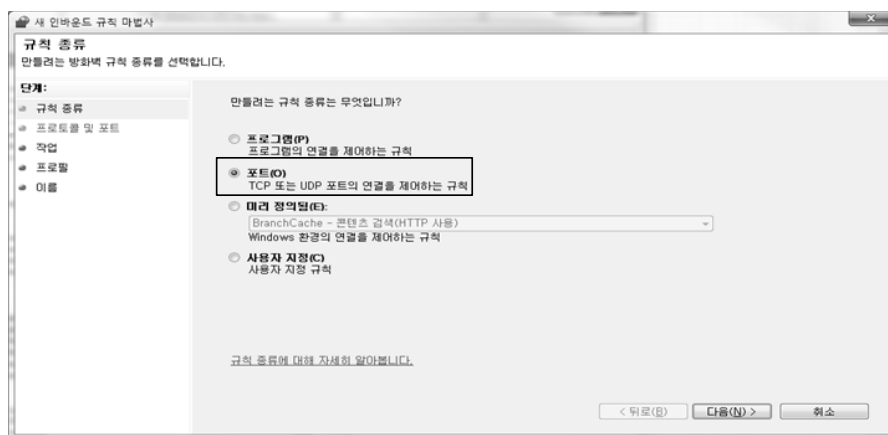 새 인바운드 규칙 마법사
규칙 종류
만들려는 방화벽 규칙 종류를 선택합니다.
단계:
규칙 종류
프로토콜 및 포트
작업
프로필
이름
만들려는 규칙 종류는 무엇입니까?
프로그램(P)
프로그램의 연결을 제어하는 규칙
포트(O)
TCP 또는 UDP 포트의 연결을 제어하는 규칙
미리 정의됨(E):
BranchCache - 콘텐츠 검색(HTTP 사용)
Windows 환경의 연결을 제어하는 규칙
사용자 지정(C)
사용자 지정 규칙
규칙 종류에 대해 자세히 알아봅니다.
< 뒤로(B) 다음(N) > 취소